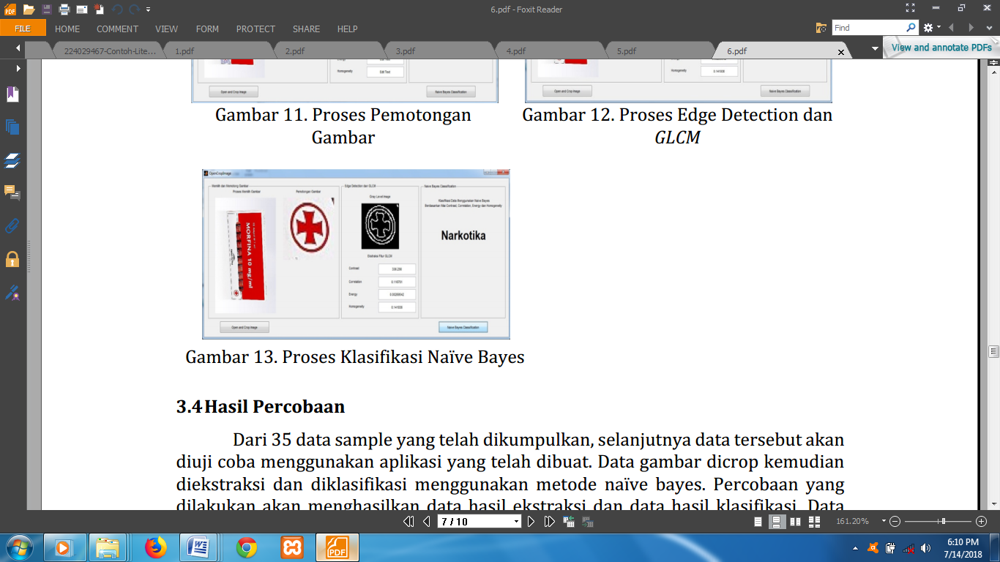 6.pdf - Foxit Reader
FILE
HOME
COMMENT
VIEW
FORM
PROTECT
SHARE
HELP
Find
224029467-Contoh-Lite...
1.pdf
2.pdf
3.pdf
4.pdf
5.pdf
6.pdf
View and annotate PDFs
Homogeneity
Edit Text
Open and Crop Image
Naive Bayes Classification
Homogeneity
0.141508
Open and Crop Image
Naive Bayes Classification
Gambar 11. Proses Pemotongan
Gambar
Gambar 12. Proses Edge Detection dan
GLCM
OpenCropImage
Memilih dan Memotong Gambar
Proses Memilih Gambar
Pemotongan Gambar
Edge Detection dan GLCM
Gray Level Image
Naive Bayes Classification
Klasifikasi Data Menggunakan Naive Bayes
Berdasarkan Nilai Contrast, Correlation, Energy dan Homogeneity
Narkotika
MORFINA 10 mg/ml
Ekstraksi Fitur GLCM
Contrast
Correlation
Energy
Homogeneity
0.141508
Open and Crop Image
Naive Bayes Classification
Gambar 13. Proses Klasifikasi Naïve Bayes
3.4 Hasil Percobaan
Dari 35 data sample yang telah dikumpulkan, selanjutnya data tersebut akan
diuji coba menggunakan aplikasi yang telah dibuat. Data gambar dicrop kemudian
diekstraksi dan diklasifikasi menggunakan metode naïve bayes. Percobaan yang
dilakukan akan menghasilkan data hasil ekstraksi dan data hasil klasifikasi. Data
7 / 10
161.20%
PDF
6:10 PM
7/14/2018